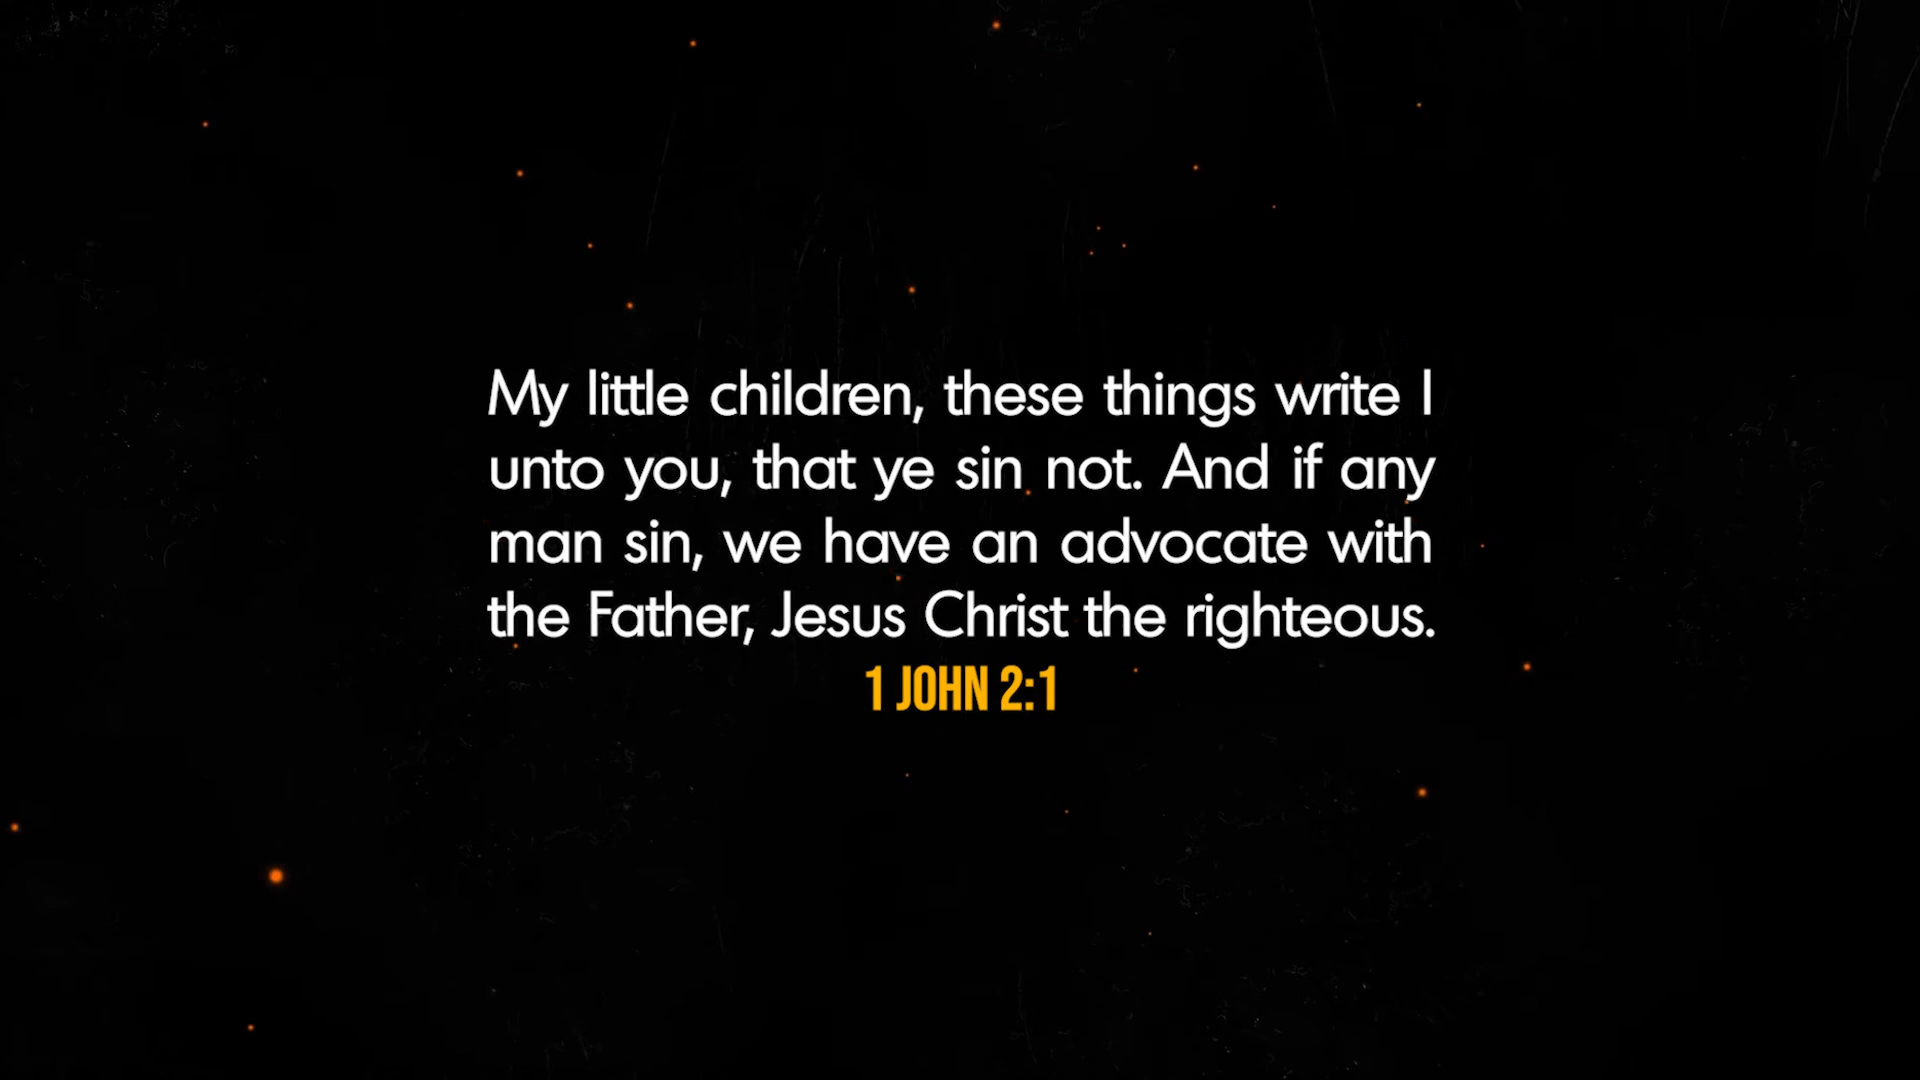 My little children, these things write I
unto you, that ye sin not. And if any
man sin, we have an advocate with
the Father, Jesus Christ the righteous.
1 JOHN 2:1